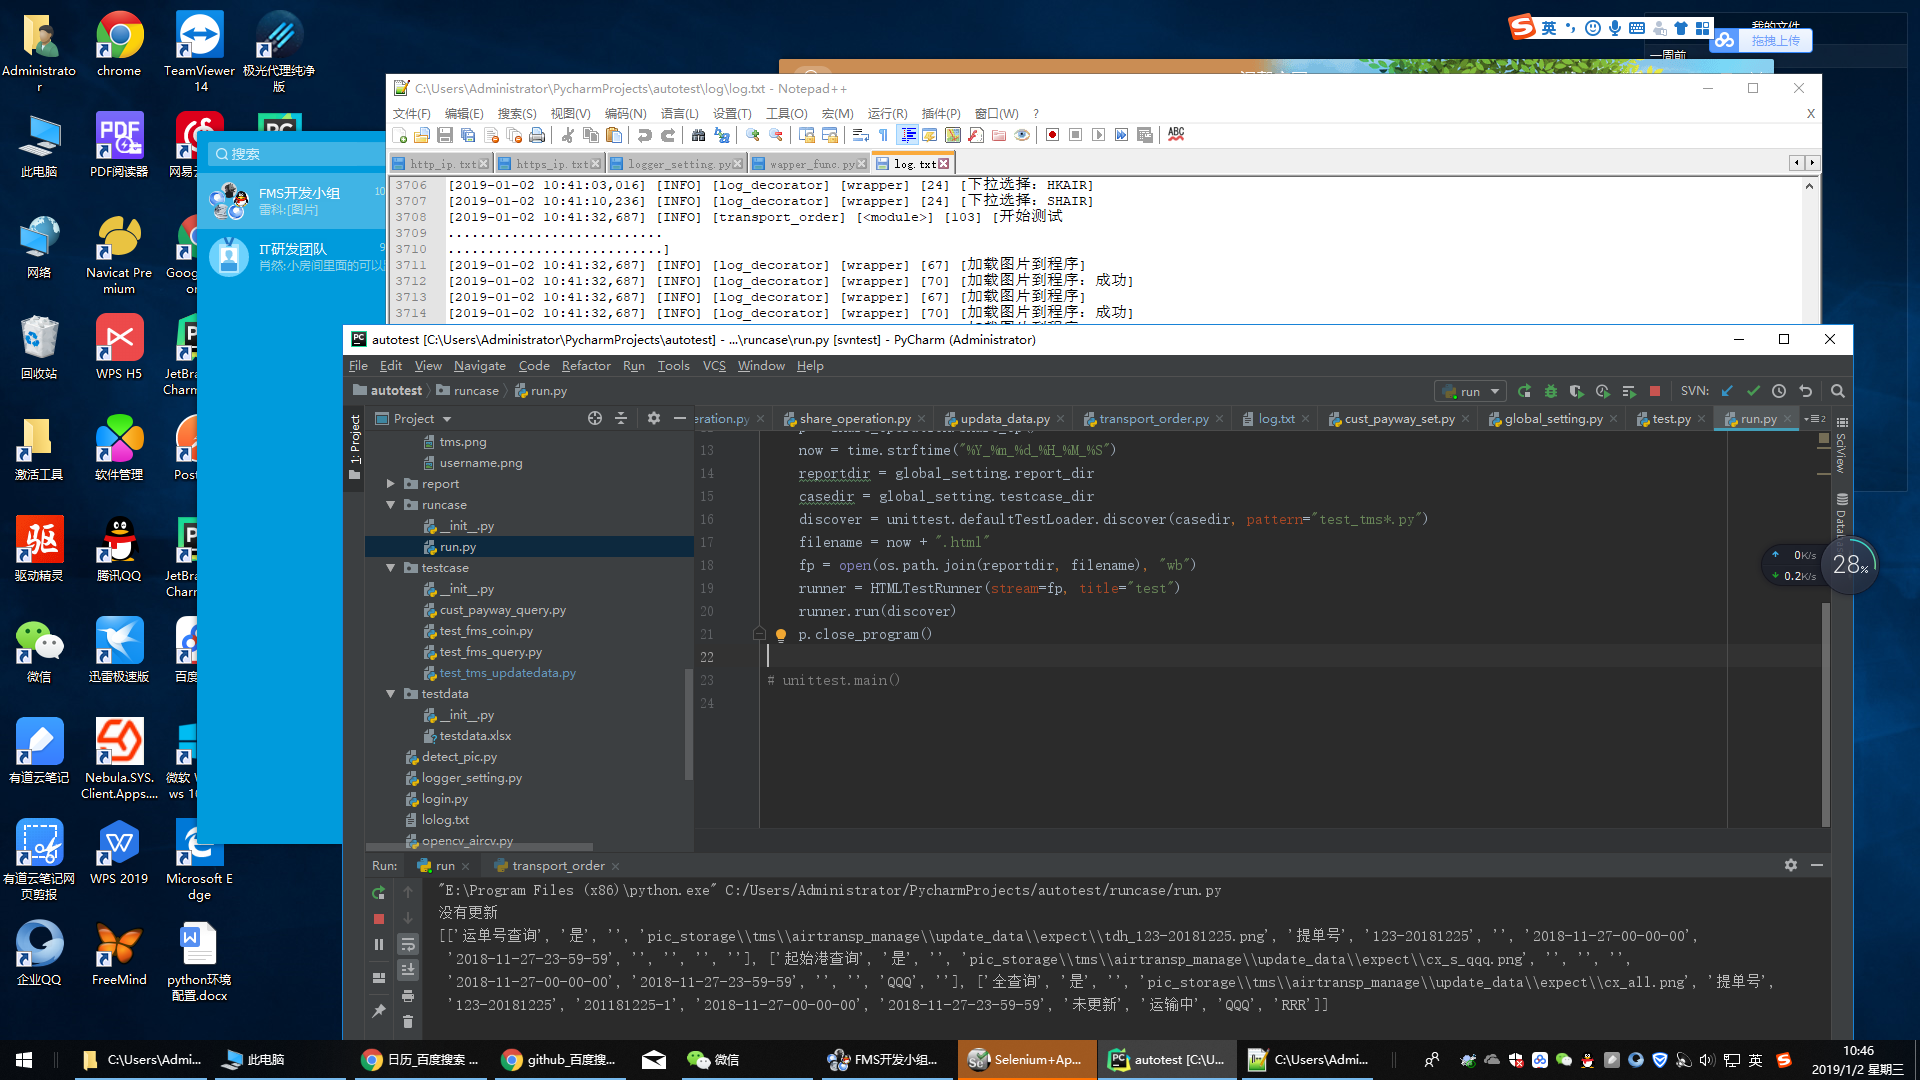 Administrator
chrome
TeamViewer 14
极光代理纯净版
此电脑
PDF阅读器
网络
Navicat Premium
回收站
WPS H5
激活工具
软件管理
驱动精灵
腾讯QQ
微信
迅雷极速版
有道云笔记
Nebula.SYS.Client.Apps....
有道云笔记网页剪报
WPS 2019
Microsoft Edge
企业QQ
FreeMind
python环境配置.docx
搜索
FMS开发小组
雷科:[图片]
IT研发团队
肖然:小房间里面的可以
英
我的文件
一周前
拖拽上传
C:\Users\Administrator\PycharmProjects\autotest\log\log.txt - Notepad++
文件(F) 编辑(E) 搜索(S) 视图(V) 编码(N) 语言(L) 设置(T) 工具(O) 宏(M) 运行(R) 插件(P) 窗口(W) ? X
http_ip.txt https_ip.txt logger_setting.py wapper_func.py log.txt
3706 [2019-01-02 10:41:03,016] [INFO] [log_decorator] [wrapper] [24] [下拉选择: HKAIR]
3707 [2019-01-02 10:41:10,236] [INFO] [log_decorator] [wrapper] [24] [下拉选择: SHAIR]
3708 [2019-01-02 10:41:32,687] [INFO] [transport_order] [<module>] [103] [开始测试
3709 ...........................
3710 ...........................]
3711 [2019-01-02 10:41:32,687] [INFO] [log_decorator] [wrapper] [67] [加载图片到程序]
3712 [2019-01-02 10:41:32,687] [INFO] [log_decorator] [wrapper] [70] [加载图片到程序: 成功]
3713 [2019-01-02 10:41:32,687] [INFO] [log_decorator] [wrapper] [67] [加载图片到程序]
3714 [2019-01-02 10:41:32,687] [INFO] [log_decorator] [wrapper] [70] [加载图片到程序: 成功]
autotest [C:\Users\Administrator\PycharmProjects\autotest] - ...\runcase\run.py [svntest] - PyCharm (Administrator)
File Edit View Navigate Code Refactor Run Tools VCS Window Help
autotest runcase run.py
run
SVN:
Project
eration.py share_operation.py updata_data.py transport_order.py log.txt cust_payway_set.py global_setting.py test.py run.py
1: Project
SciView
tms.png
username.png
report
runcase
__init__.py
run.py
testcase
__init__.py
cust_payway_query.py
test_fms_coin.py
test_fms_query.py
test_tms_updatedata.py
testdata
__init__.py
testdata.xlsx
detect_pic.py
logger_setting.py
login.py
lolog.txt
opencv_aircv.py
13 now = time.strftime("%Y_%m_%d_%H_%M_%S")
14 reportdir = global_setting.report_dir
15 casedir = global_setting.testcase_dir
16 discover = unittest.defaultTestLoader.discover(casedir, pattern="test_tms*.py")
17 filename = now + ".html"
18 fp = open(os.path.join(reportdir, filename), "wb")
19 runner = HTMLTestRunner(stream=fp, title="test")
20 runner.run(discover)
21 p.close_program()
22
23 # unittest.main()
24
0K/s
0.2K/s
28%
Run: run transport_order
"E:\Program Files (x86)\python.exe" C:/Users/Administrator/PycharmProjects/autotest/runcase/run.py
没有更新
[['运单号查询', '是', '', 'pic_storage\\tms\\airtransp_manage\\update_data\\expect\\tdh_123-20181225.png', '提单号', '123-20181225', '', '2018-11-27-00-00-00',
'2018-11-27-23-59-59', '', '', '', ''], ['起始港查询', '是', '', 'pic_storage\\tms\\airtransp_manage\\update_data\\expect\\cx_s_qqq.png', '', '', '',
'2018-11-27-00-00-00', '2018-11-27-23-59-59', '', '', 'QQQ', ''], ['全查询', '是', '', 'pic_storage\\tms\\airtransp_manage\\update_data\\expect\\cx_all.png', '提单号',
'123-20181225', '201181225-1', '2018-11-27-00-00-00', '2018-11-27-23-59-59', '未更新', '运输中', 'QQQ', 'RRR']]
C:\Users\Admi... 此电脑 日历_百度搜索 ... github_百度搜... 微信 FMS开发小组... Selenium+Ap... autotest [C:\U... C:\Users\Admi...
英
10:46
2019/1/2 星期三